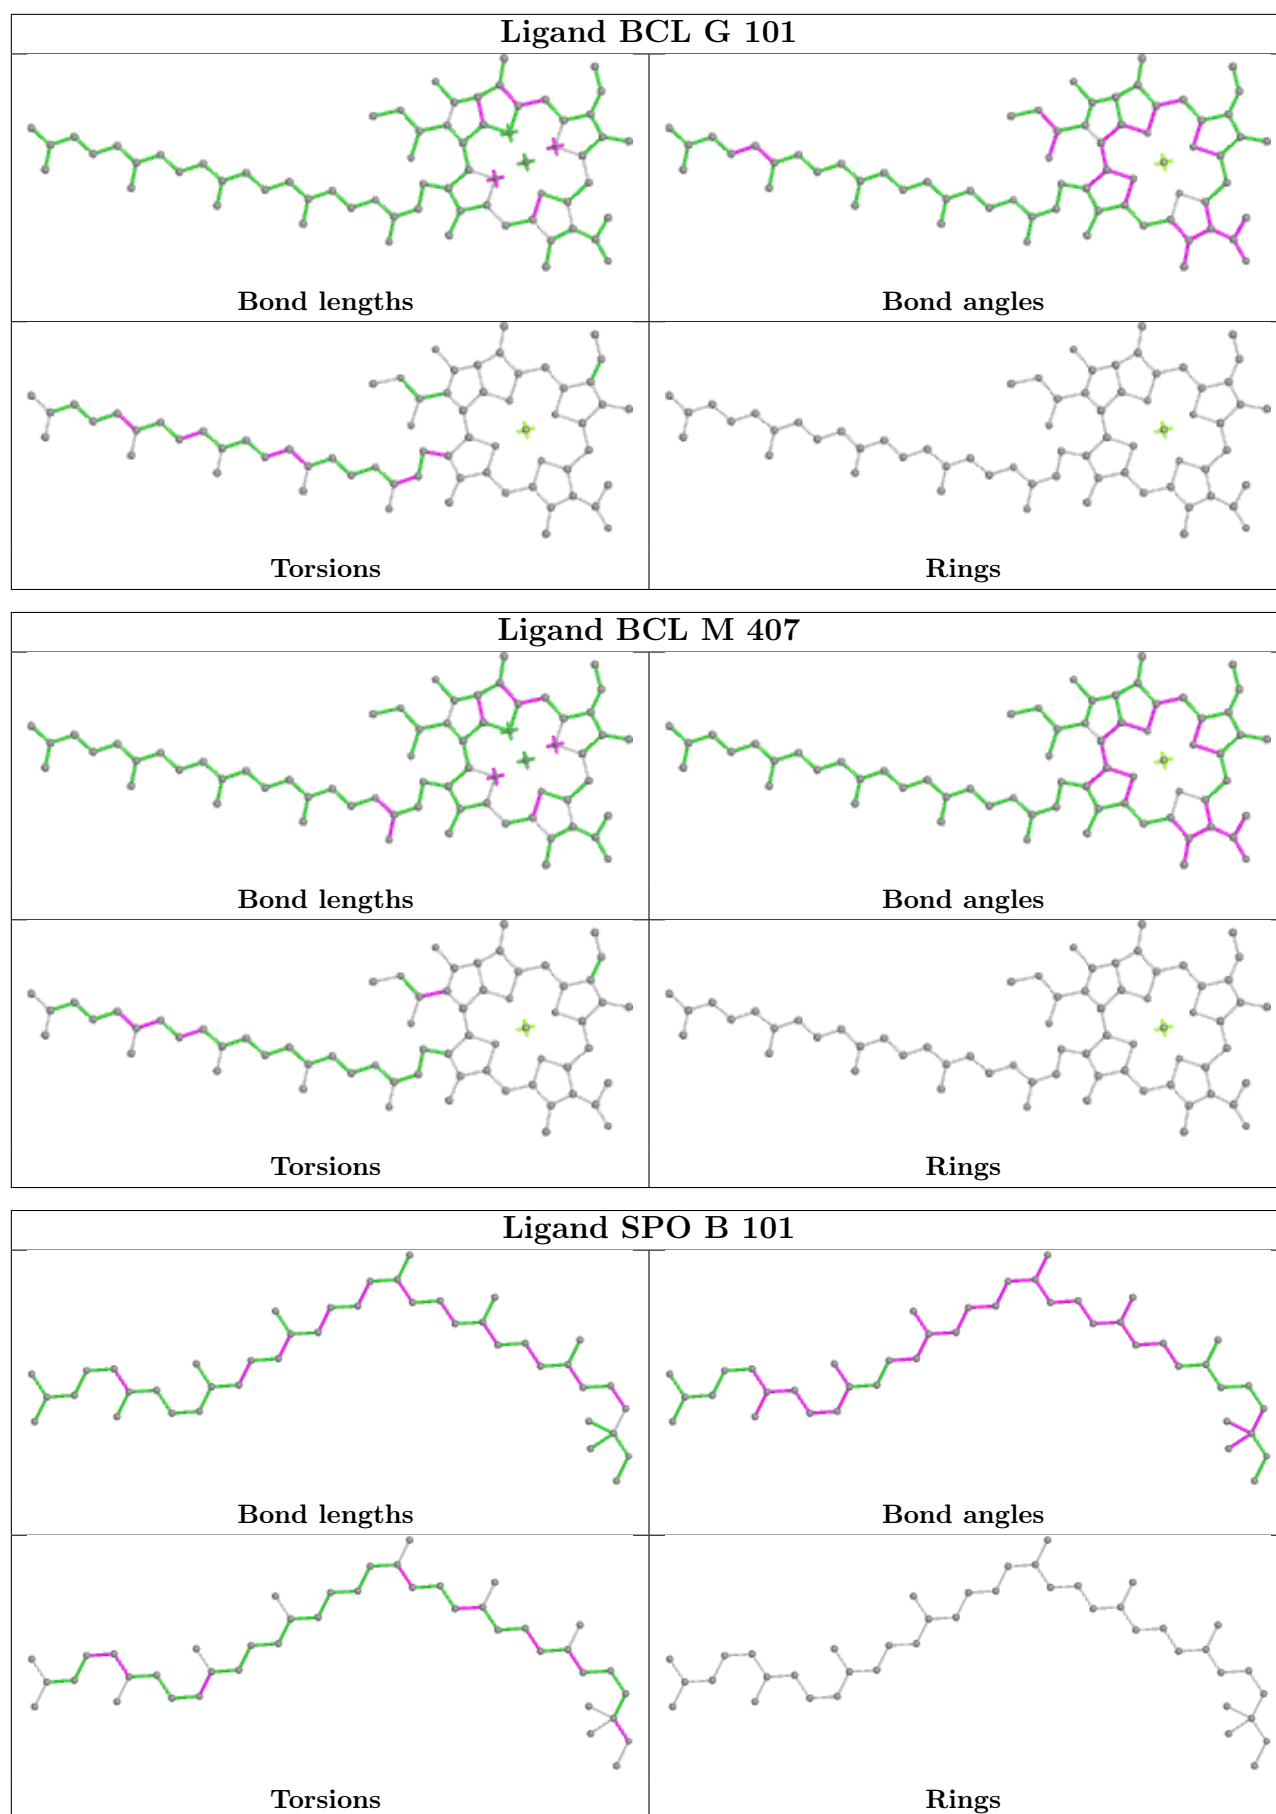 Ligand BCL G 101
Bond lengths
Bond angles
Torsions
Rings
Ligand BCL M 407
Bond lengths
Bond angles
Torsions
Rings
Ligand SPO B 101
Bond lengths
Bond angles
Torsions
Rings